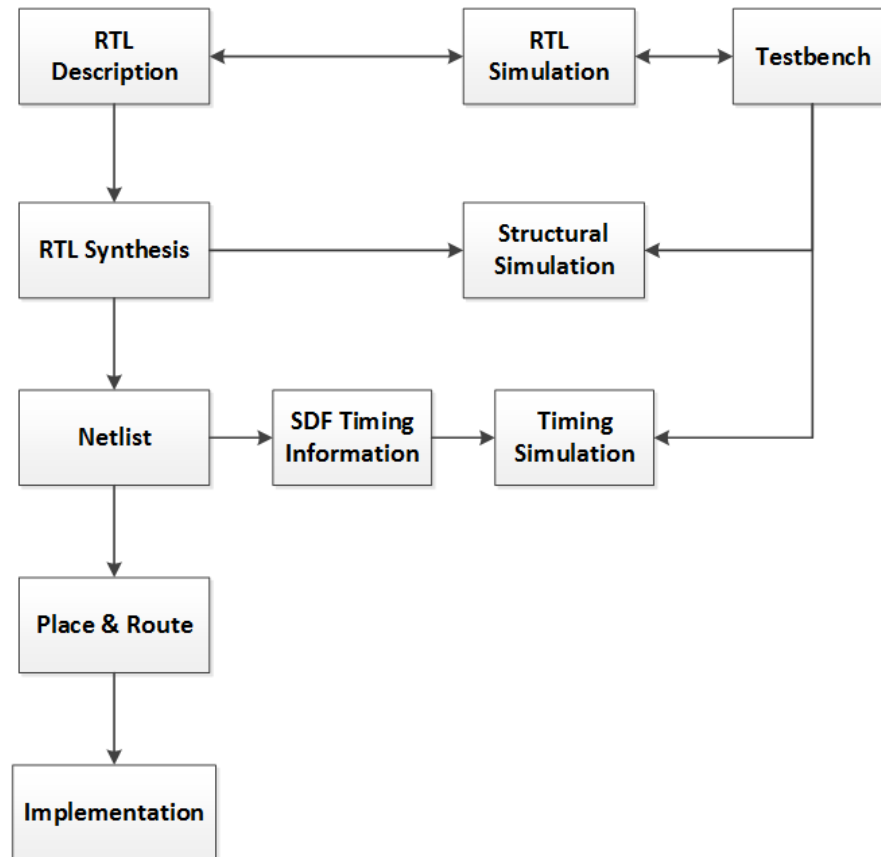 RTL
Description
RTL
Simulation
Testbench
RTL Synthesis
Structural
Simulation
Netlist
SDF Timing
Information
Timing
Simulation
Place & Route
Implementation